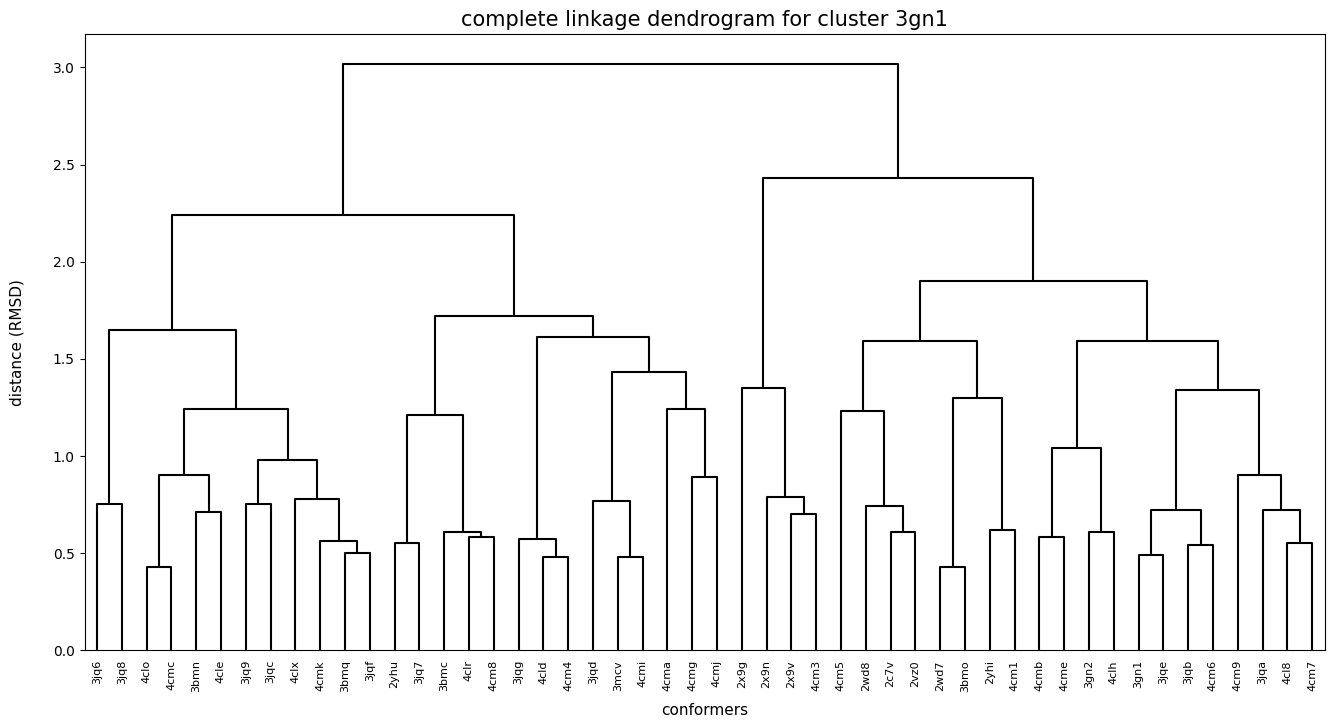 complete linkage dendrogram for cluster 3gn1
3.0
2.5
2.0
1.5
1.0
0.5
0.0
distance (RMSD)
3jq6 3jq8 4clo 4cmc 3bmn 4cle 3jq9 3jqc 4clx 4cmk 3bmq 3jqf 2yhu 3jq7 3bmc 4clr 4cm8 3jqg 4cld 4cm4 3jqd 3mcv 4cmi 4cma 4cmg 4cmj 2x9g 2x9n 2x9v 4cm3 4cm5 2wd8 2c7v 2vz0 2wd7 3bmo 2yhi 4cm1 4cmb 4cme 3gn2 4clh 3gn1 3jqe 3jqb 4cm6 4cm9 3jqa 4cl8 4cm7
conformers